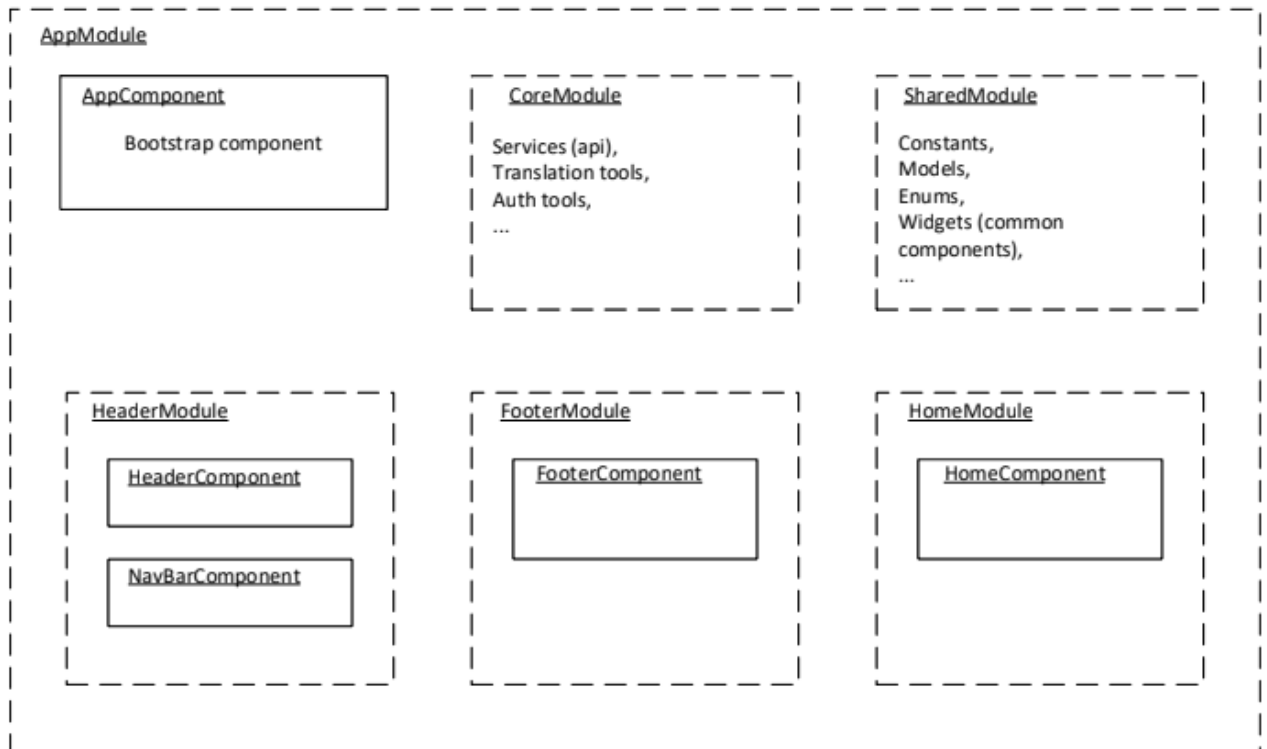 AppModule
AppComponent
Bootstrap component
CoreModule
Services (api),
Translation tools,
Auth tools,
...
SharedModule
Constants,
Models,
Enums,
Widgets (common
components),
...
HeaderModule
HeaderComponent
NavBarComponent
FooterModule
FooterComponent
HomeModule
HomeComponent